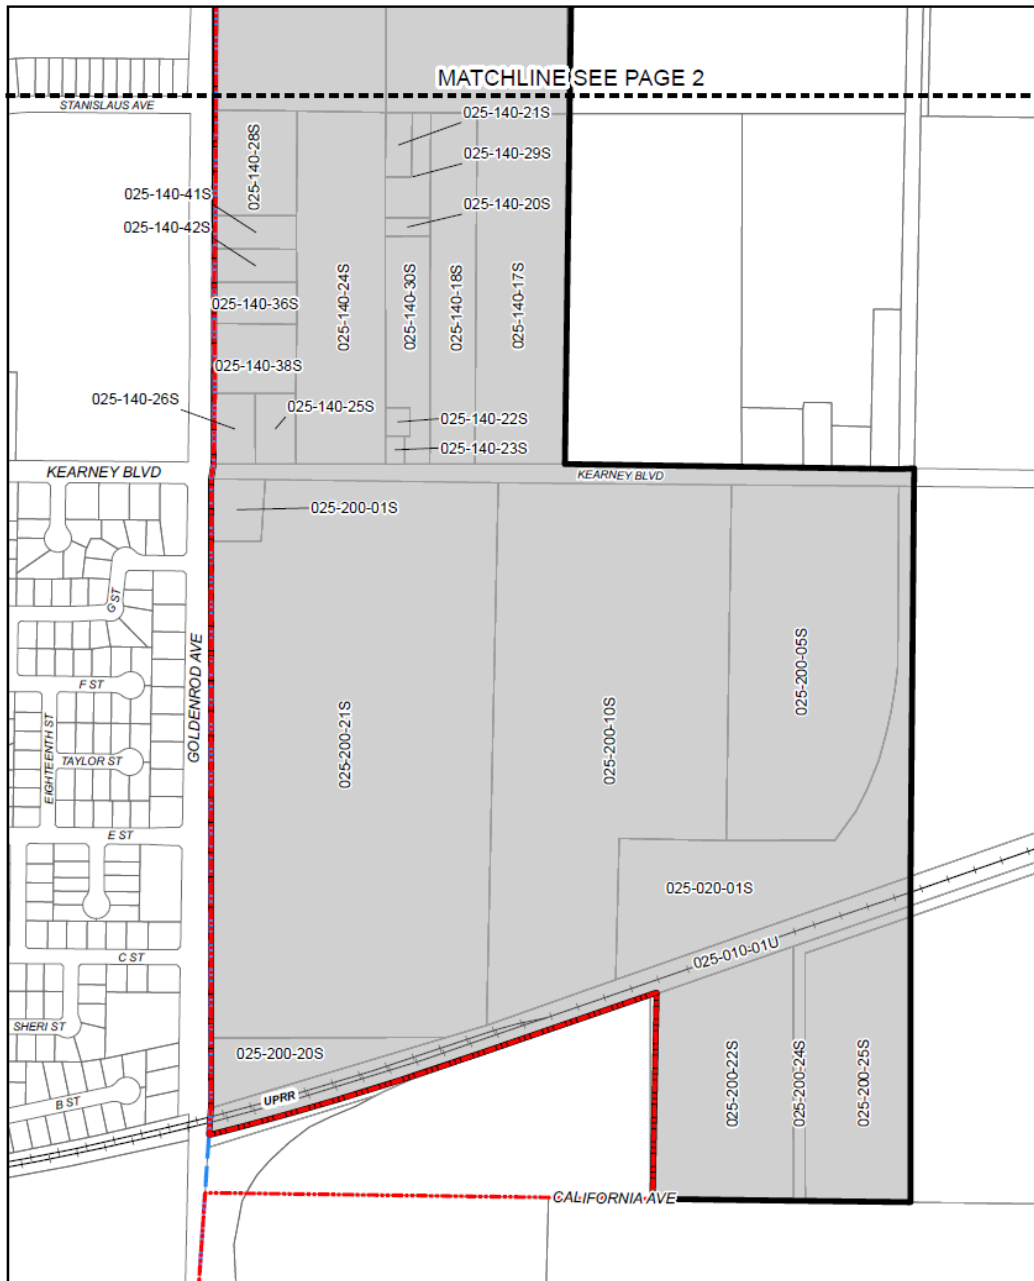 MATCHLINE SEE PAGE 2
STANISLAUS AVE
025-140-21S
025-140-28S
025-140-29S
025-140-41S
025-140-20S
025-140-42S
025-140-24S
025-140-30S
025-140-18S
025-140-17S
025-140-36S
025-140-38S
025-140-26S
025-140-25S
025-140-22S
025-140-23S
KEARNEY BLVD
KEARNEY BLVD
025-200-01S
G ST
GOLDENROD AVE
025-200-05S
F ST
025-200-21S
025-200-10S
EIGHTEENTH ST
TAYLOR ST
E ST
025-020-01S
C ST
025-010-01U
SHERI ST
025-200-20S
025-200-22S
025-200-24S
025-200-25S
UPRR
B ST
CALIFORNIA AVE